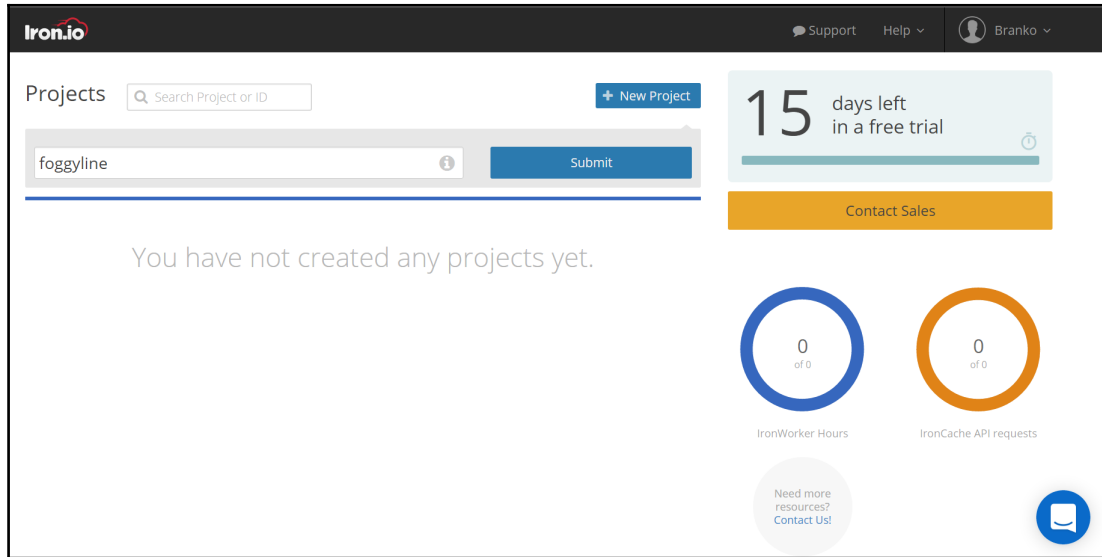 Iron.io
Support
Help
Branko
Projects
Search Project or ID
New Project
foggyline
Submit
You have not created any projects yet.
15
days left
in a free trial
Contact Sales
0
of 0
IronWorker Hours
0
of 0
IronCache API requests
Need more
resources?
Contact Us!